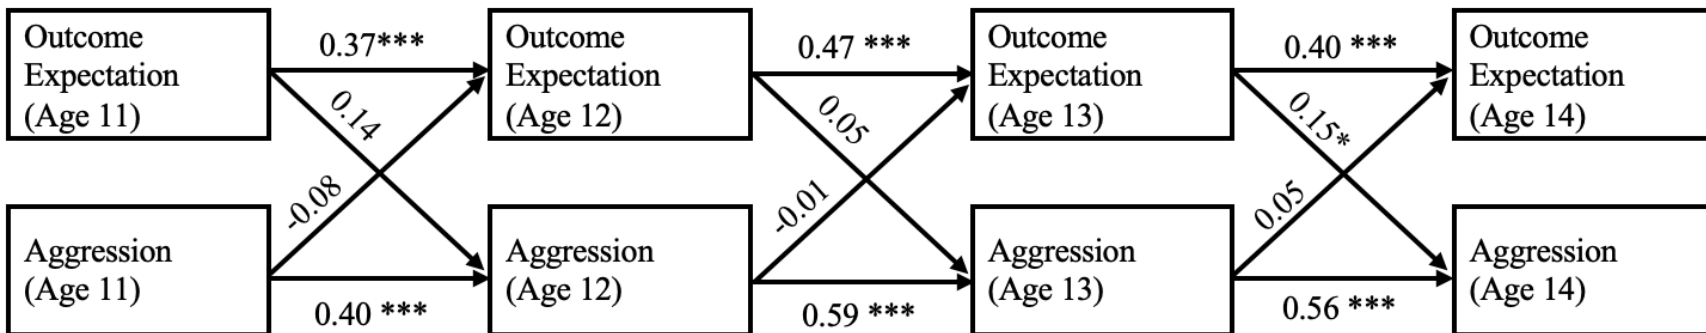 Outcome
Expectation
(Age 11)
0.37***
Outcome
Expectation
(Age 12)
0.47 ***
Outcome
Expectation
(Age 13)
0.40 ***
Outcome
Expectation
(Age 14)
0.14
-0.08
0.05
-0.01
0.15*
0.05
Aggression
(Age 11)
0.40 ***
Aggression
(Age 12)
0.59 ***
Aggression
(Age 13)
0.56 ***
Aggression
(Age 14)